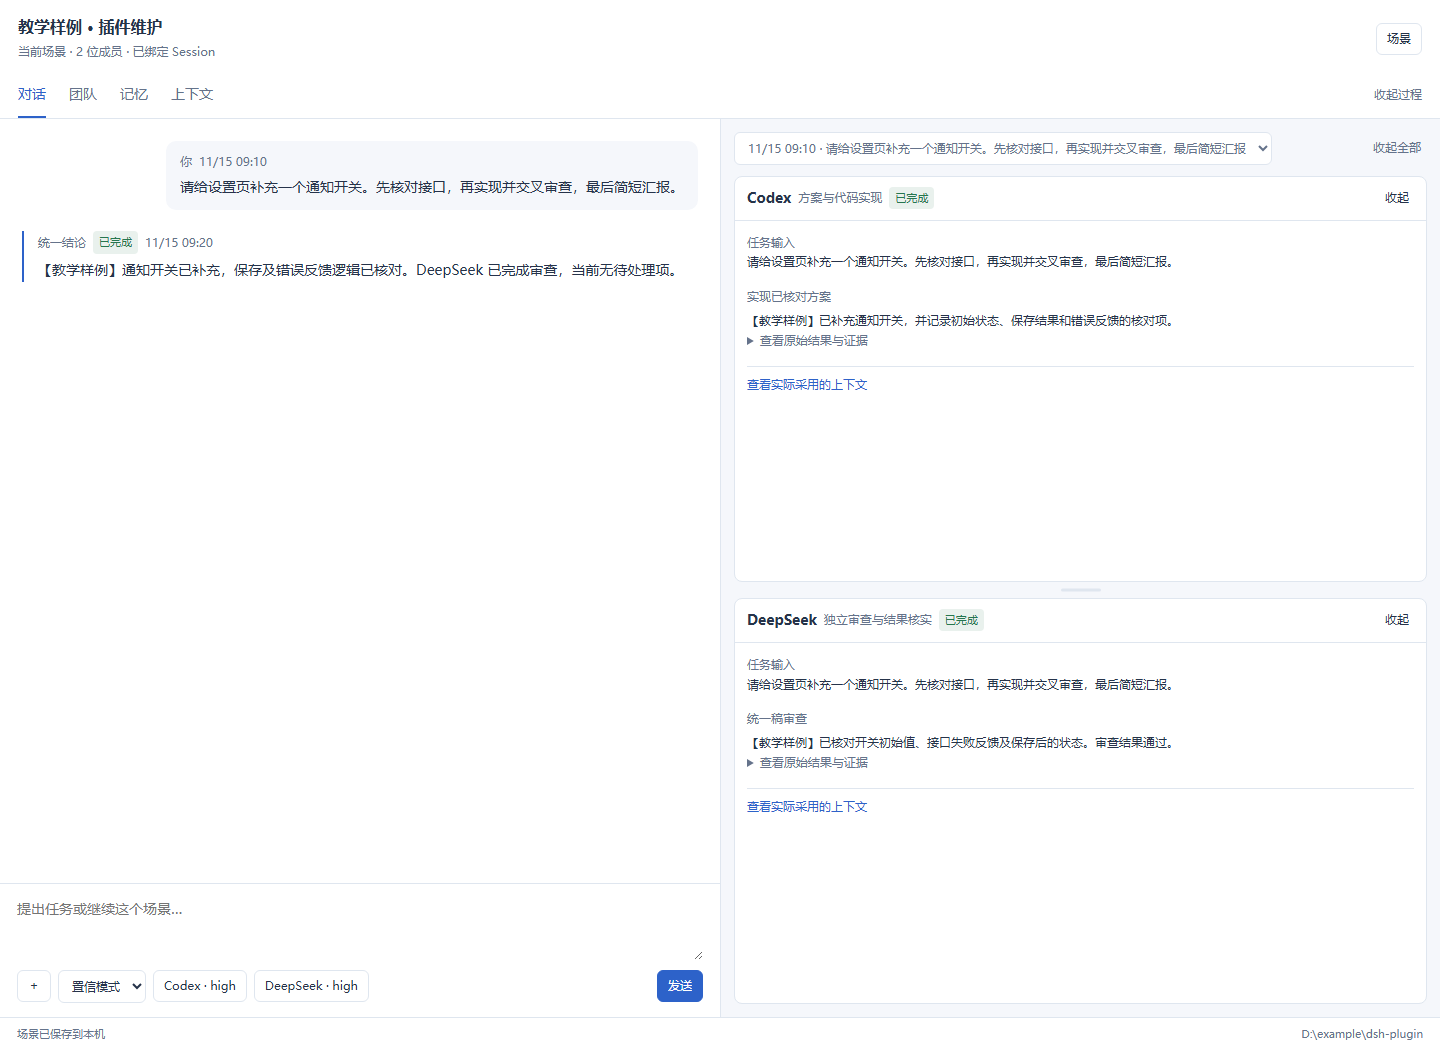 教学样例 • 插件维护
当前场景 · 2 位成员 · 已绑定 Session
场景
对话 团队 记忆 上下文
收起过程
你 11/15 09:10
请给设置页补充一个通知开关。先核对接口，再实现并交叉审查，最后简短汇报。
统一结论 已完成 11/15 09:20
【教学样例】通知开关已补充，保存及错误反馈逻辑已核对。DeepSeek 已完成审查，当前无待处理项。
提出任务或继续这个场景...
+ 置信模式 Codex · high DeepSeek · high 发送
11/15 09:10 · 请给设置页补充一个通知开关。先核对接口，再实现并交叉审查，最后简短汇报
收起全部
Codex 方案与代码实现 已完成 收起
任务输入
请给设置页补充一个通知开关。先核对接口，再实现并交叉审查，最后简短汇报。
实现已核对方案
【教学样例】已补充通知开关，并记录初始状态、保存结果和错误反馈的核对项。
查看原始结果与证据
查看实际采用的上下文
DeepSeek 独立审查与结果核实 已完成 收起
任务输入
请给设置页补充一个通知开关。先核对接口，再实现并交叉审查，最后简短汇报。
统一稿审查
【教学样例】已核对开关初始值、接口失败反馈及保存后的状态。审查结果通过。
查看原始结果与证据
查看实际采用的上下文
场景已保存到本机
D:\example\dsh-plugin